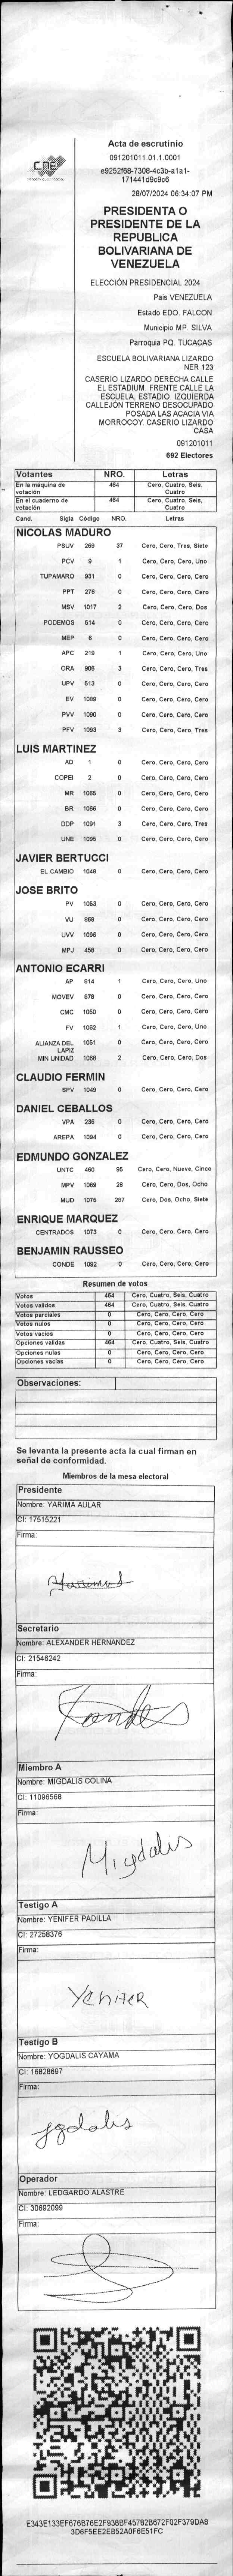 CNE
Acta de escrutinio
091201011.01.1.0001
e9252f68-7308-4c3b-a1a1-
171441d9c9c6
28/07/2024 06:34:07 PM
PRESIDENTA O
PRESIDENTE DE LA
REPUBLICA
BOLIVARIANA DE
VENEZUELA
ELECCIÓN PRESIDENCIAL 2024
Pais VENEZUELA
Estado EDO. FALCON
Municipio MP. SILVA
Parroquia PQ. TUCACAS
ESCUELA BOLIVARIANA LIZARDO
NER 123
CASERIO LIZARDO DERECHA CALLE
EL ESTADIUM. FRENTE CALLE LA
ESCUELA, ESTADIO. IZQUIERDA
CALLEJÓN TERRENO DESOCUPADO
POSADA LAS ACACIA VIA
MORROCOY. CASERIO LIZARDO
CASA
091201011
692 Electores
Votantes NRO. Letras
En la máquina de votación 464 Cero, Cuatro, Seis, Cuatro
En el cuaderno de votación 464 Cero, Cuatro, Seis, Cuatro
Cand. Sigla Código NRO. Letras
NICOLAS MADURO
PSUV 269 37 Cero, Cero, Tres, Siete
PCV 9 1 Cero, Cero, Cero, Uno
TUPAMARO 931 0 Cero, Cero, Cero, Cero
PPT 276 0 Cero, Cero, Cero, Cero
MSV 1017 2 Cero, Cero, Cero, Dos
PODEMOS 514 0 Cero, Cero, Cero, Cero
MEP 6 0 Cero, Cero, Cero, Cero
APC 219 1 Cero, Cero, Cero, Uno
ORA 906 3 Cero, Cero, Cero, Tres
UPV 513 0 Cero, Cero, Cero, Cero
EV 1089 0 Cero, Cero, Cero, Cero
PVV 1090 0 Cero, Cero, Cero, Cero
PFV 1093 3 Cero, Cero, Cero, Tres
LUIS MARTINEZ
AD 1 0 Cero, Cero, Cero, Cero
COPEI 2 0 Cero, Cero, Cero, Cero
MR 1065 0 Cero, Cero, Cero, Cero
BR 1066 0 Cero, Cero, Cero, Cero
DDP 1091 3 Cero, Cero, Cero, Tres
UNE 1095 0 Cero, Cero, Cero, Cero
JAVIER BERTUCCI
EL CAMBIO 1048 0 Cero, Cero, Cero, Cero
JOSE BRITO
PV 1053 0 Cero, Cero, Cero, Cero
VU 969 0 Cero, Cero, Cero, Cero
UVV 1096 0 Cero, Cero, Cero, Cero
MPJ 458 0 Cero, Cero, Cero, Cero
ANTONIO ECARRI
AP 914 1 Cero, Cero, Cero, Uno
MOVEV 878 0 Cero, Cero, Cero, Cero
CMC 1050 0 Cero, Cero, Cero, Cero
FV 1062 1 Cero, Cero, Cero, Uno
ALIANZA DEL LAPIZ 1051 0 Cero, Cero, Cero, Cero
MIN UNIDAD 1068 2 Cero, Cero, Cero, Dos
CLAUDIO FERMIN
SPV 1049 0 Cero, Cero, Cero, Cero
DANIEL CEBALLOS
VPA 236 0 Cero, Cero, Cero, Cero
AREPA 1094 0 Cero, Cero, Cero, Cero
EDMUNDO GONZALEZ
UNTC 460 95 Cero, Cero, Nueve, Cinco
MPV 1069 28 Cero, Cero, Dos, Ocho
MUD 1075 287 Cero, Dos, Ocho, Siete
ENRIQUE MARQUEZ
CENTRADOS 1073 0 Cero, Cero, Cero, Cero
BENJAMIN RAUSSEO
CONDE 1092 0 Cero, Cero, Cero, Cero
Resumen de votos
Votos 464 Cero, Cuatro, Seis, Cuatro
Votos validos 464 Cero, Cuatro, Seis, Cuatro
Votos parciales 0 Cero, Cero, Cero, Cero
Votos nulos 0 Cero, Cero, Cero, Cero
Votos vacios 0 Cero, Cero, Cero, Cero
Opciones validas 464 Cero, Cuatro, Seis, Cuatro
Opciones nulas 0 Cero, Cero, Cero, Cero
Opciones vacias 0 Cero, Cero, Cero, Cero
Observaciones:
Se levanta la presente acta la cual firman en
señal de conformidad.
Miembros de la mesa electoral
Presidente
Nombre: YARIMA AULAR
CI: 17515221
Firma:
Secretario
Nombre: ALEXANDER HERNANDEZ
CI: 21546242
Firma:
Miembro A
Nombre: MIGDALIS COLINA
CI: 11096568
Firma:
Migdalis
Testigo A
Nombre: YENIFER PADILLA
CI: 27258376
Firma:
Testigo B
Nombre: YOGDALIS CAYAMA
CI: 16828697
Firma:
Operador
Nombre: LEDGARDO ALASTRE
CI: 30692099
Firma:
E343E133EF676B76E2F938BF45782B672F02F379DA8
3D6F5EE2EB52A0F6E51FC